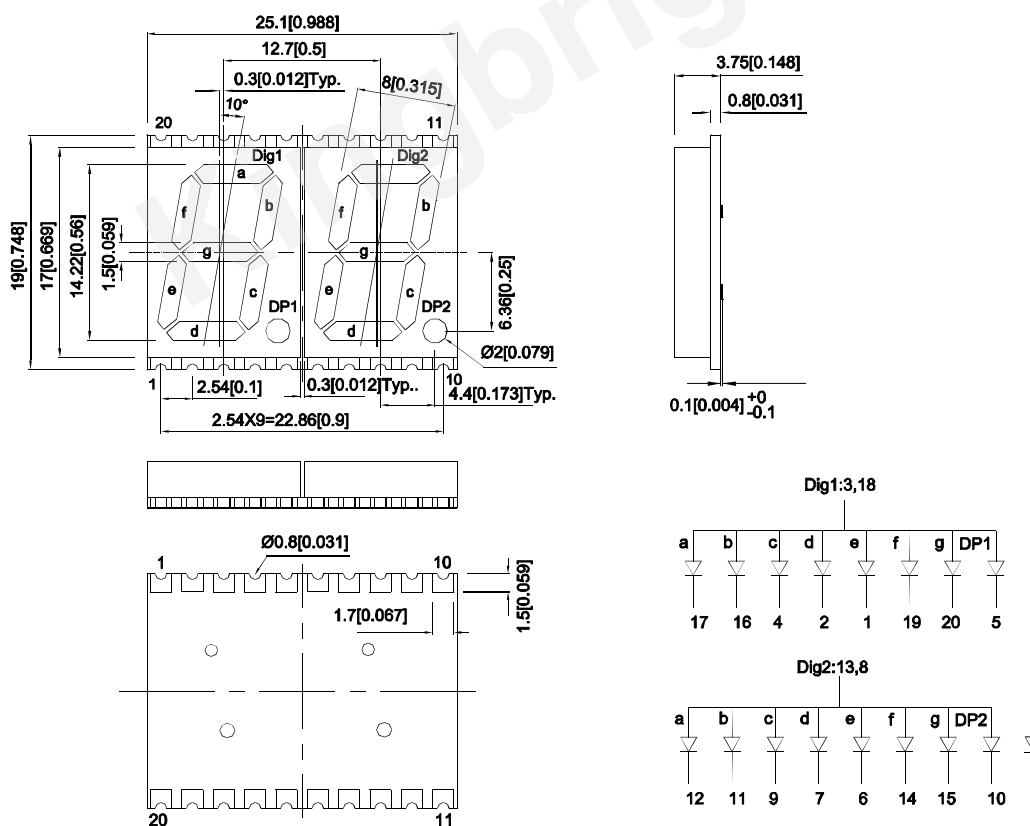 25.1[0.988]
12.7[0.5]
0.3[0.012]Typ.
8[0.315]
10°
20
11
Dig1
Dig2
a
b
f
g
e
c
d
DP1
f
b
g
e
c
DP2
d
19[0.748]
17[0.669]
14.22[0.56]
1.5[0.059]
6.36[0.25]
Ø2[0.079]
1
2.54[0.1]
0.3[0.012]Typ..
10
4.4[0.173]Typ.
2.54X9=22.86[0.9]
3.75[0.148]
0.8[0.031]
0.1[0.004] +0 -0.1
1
Ø0.8[0.031]
10
1.5[0.059]
1.7[0.067]
20
11
Dig1:3,18
a b c d e f g DP1
17 16 4 2 1 19 20 5
Dig2:13,8
a b c d e f g DP2
12 11 9 7 6 14 15 10